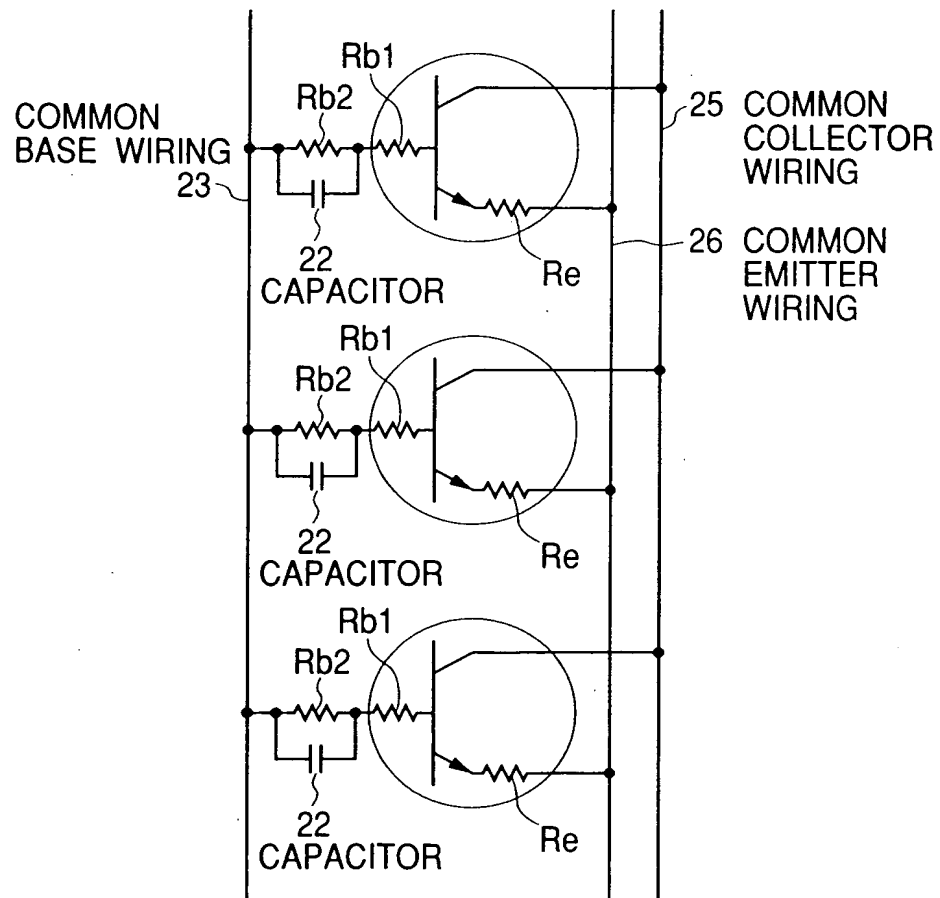 Rb1
Rb2
COMMON
BASE WIRING
23
22
CAPACITOR
Re
25 COMMON
COLLECTOR
WIRING
26 COMMON
EMITTER
WIRING
Rb1
Rb2
22
CAPACITOR
Re
Rb1
Rb2
22
CAPACITOR
Re